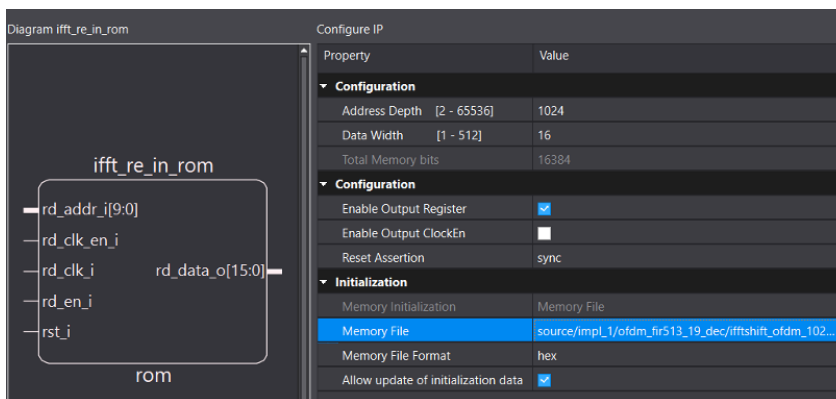 Diagram ifft_re_in_rom
ifft_re_in_rom
rd_addr_i[9:0]
rd_clk_en_i
rd_clk_i
rd_data_o[15:0]
rd_en_i
rst_i
rom
Configure IP
Property Value
Configuration
Address Depth [2 - 65536] 1024
Data Width [1 - 512] 16
Total Memory bits 16384
Configuration
Enable Output Register
Enable Output ClockEn
Reset Assertion sync
Initialization
Memory Initialization Memory File
Memory File source/impl_1/ofdm_fir513_19_dec/ifftshift_ofdm_102...
Memory File Format hex
Allow update of initialization data